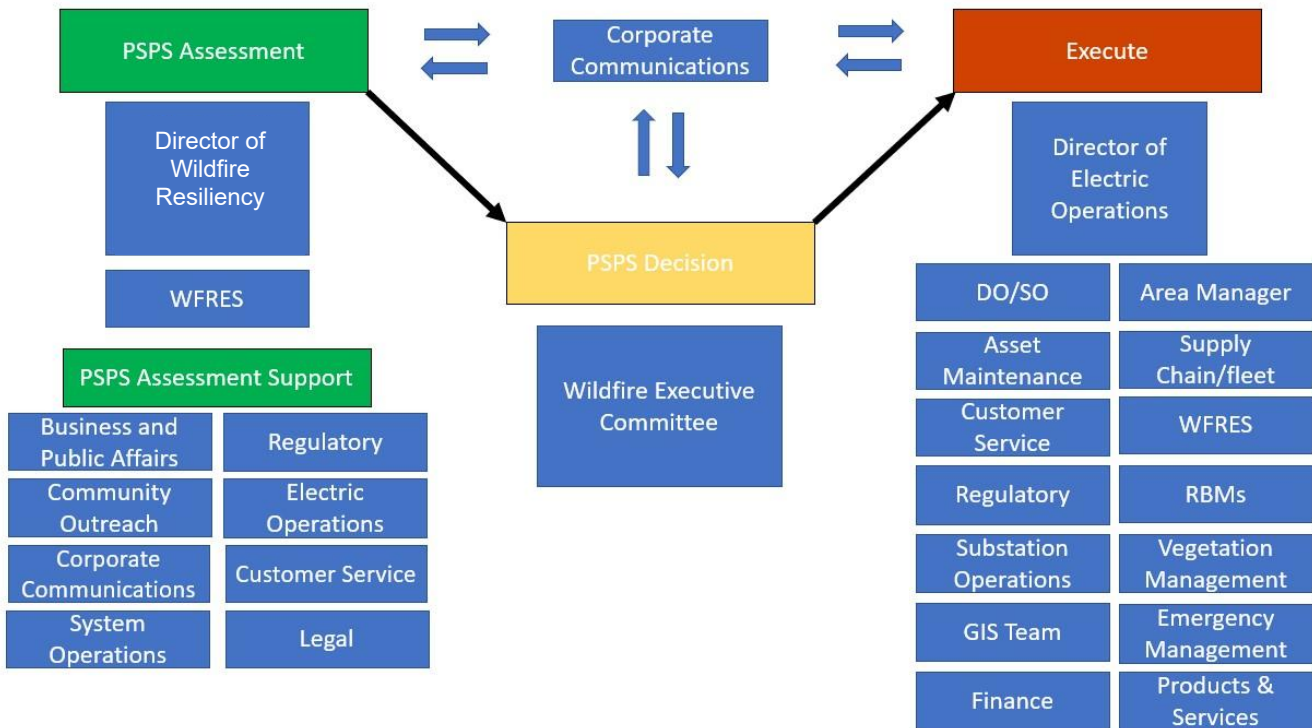 PSPS Assessment
Corporate
Communications
Execute
Director of
Wildfire
Resiliency
WFRES
PSPS Assessment Support
Business and
Public Affairs
Regulatory
Community
Outreach
Electric
Operations
Corporate
Communications
Customer Service
System
Operations
Legal
PSPS Decision
Wildfire Executive
Committee
Director of
Electric
Operations
DO/SO
Area Manager
Asset
Maintenance
Supply
Chain/fleet
Customer
Service
WFRES
Regulatory
RBMs
Substation
Operations
Vegetation
Management
GIS Team
Emergency
Management
Finance
Products &
Services